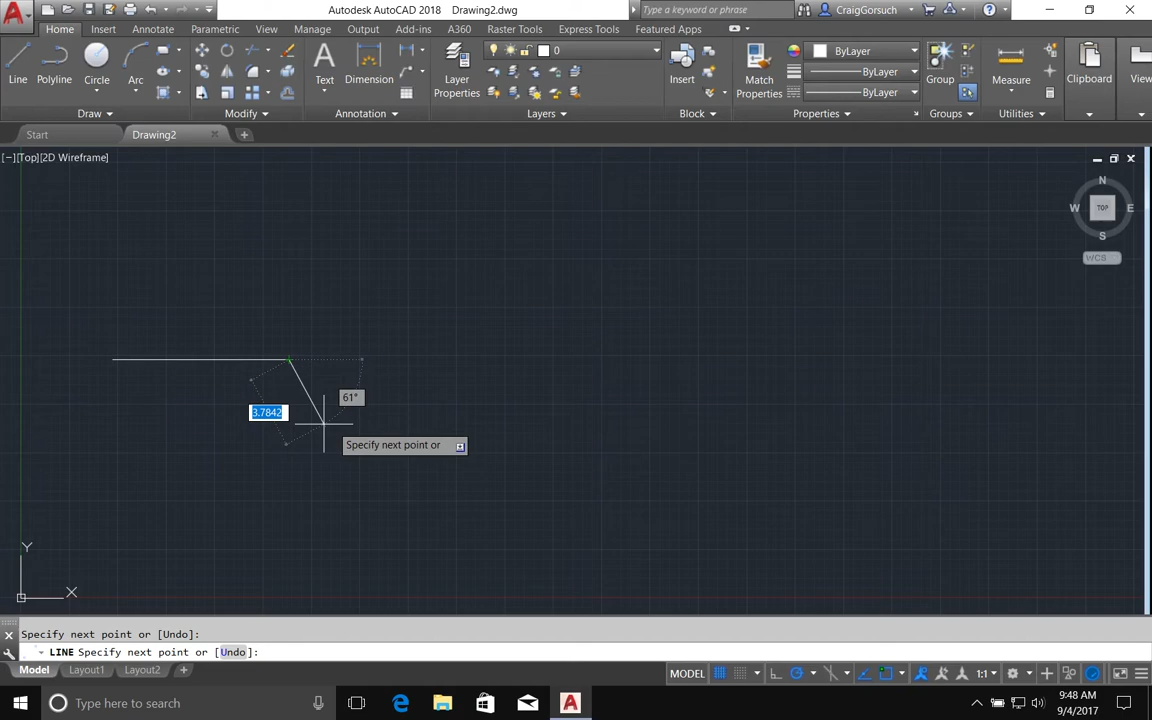 Autodesk AutoCAD 2018 Drawing2.dwg
Type a keyword or phrase
CraigGorsuch
Home Insert Annotate Parametric View Manage Output Add-ins A360 Raster Tools Express Tools Featured Apps
Line Polyline Circle Arc
Text Dimension
Layer Properties
0
Insert
Match Properties
ByLayer
ByLayer
ByLayer
Group
Measure
Clipboard
View
Draw Modify Annotation Layers Block Properties Groups Utilities
Start Drawing2
[−][Top][2D Wireframe]
N
W TOP E
S
WCS
61°
3.7842
Specify next point or
Y
X
Specify next point or [Undo]:
LINE Specify next point or [Undo]:
Model Layout1 Layout2
MODEL 1:1
Type here to search
9:48 AM
9/4/2017